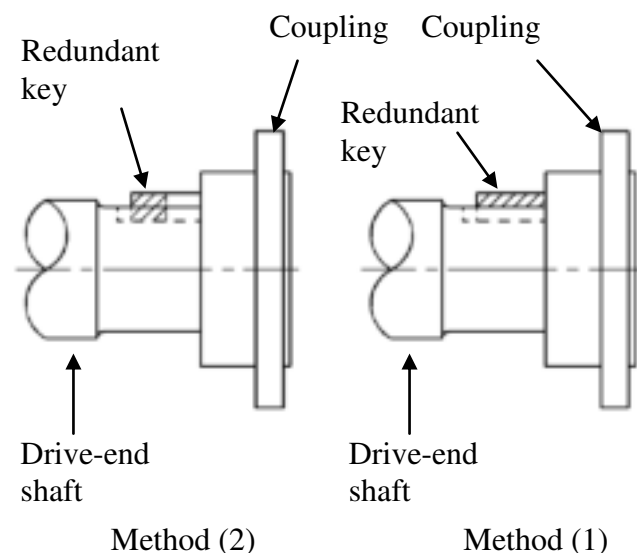 Coupling
Coupling
Redundant
key
Redundant
key
Drive-end
shaft
Drive-end
shaft
Method (2)
Method (1)